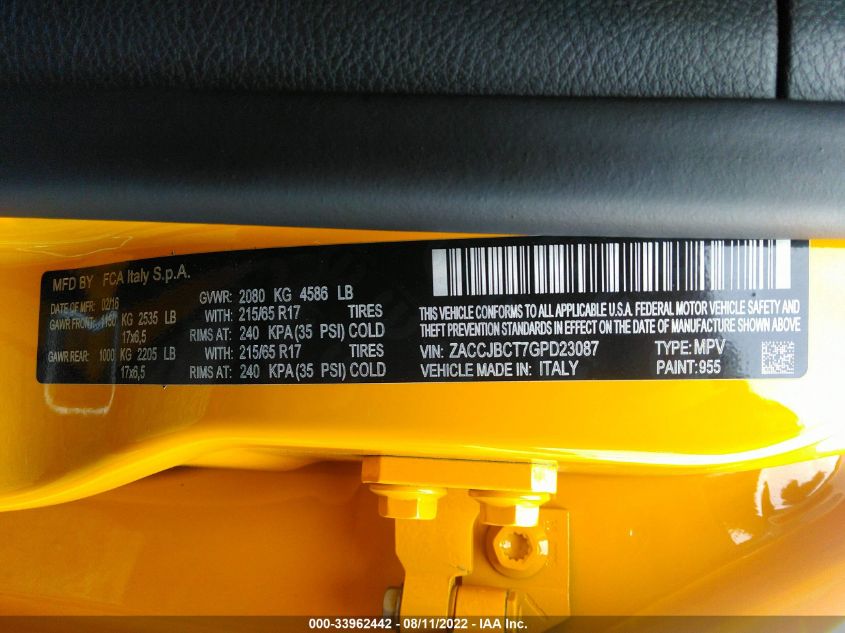 MFD BY FCA Italy S.p.A.
DATE OF MFR: 02/16
GVWR: 2080 KG 4586 LB
GAWR FRONT: 1150 KG 2535 LB
WITH: 215/65 R17 TIRES
17x6,5
RIMS AT: 240 KPA (35 PSI) COLD
GAWR REAR: 1000 KG 2205 LB
WITH: 215/65 R17 TIRES
17x6,5
RIMS AT: 240 KPA (35 PSI) COLD
THIS VEHICLE CONFORMS TO ALL APPLICABLE U.S.A. FEDERAL MOTOR VEHICLE SAFETY AND
THEFT PREVENTION STANDARDS IN EFFECT ON THE DATE OF MANUFACTURE SHOWN ABOVE
VIN: ZACCJBCT7GPD23087 TYPE: MPV
VEHICLE MADE IN: ITALY PAINT: 955
000-33962442 - 08/11/2022 - IAA Inc.